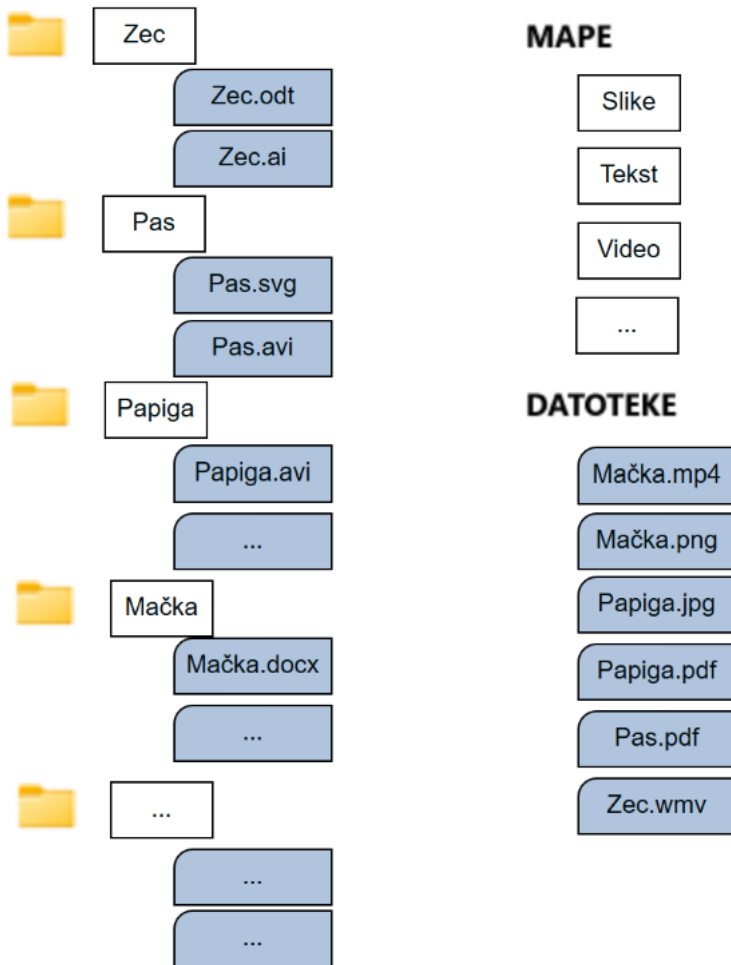 Zec
Zec.odt
Zec.ai
Pas
Pas.svg
Pas.avi
Papiga
Papiga.avi
...
Mačka
Mačka.docx
...
...
...
...
MAPE
Slike
Tekst
Video
...
DATOTEKE
Mačka.mp4
Mačka.png
Papiga.jpg
Papiga.pdf
Pas.pdf
Zec.wmv